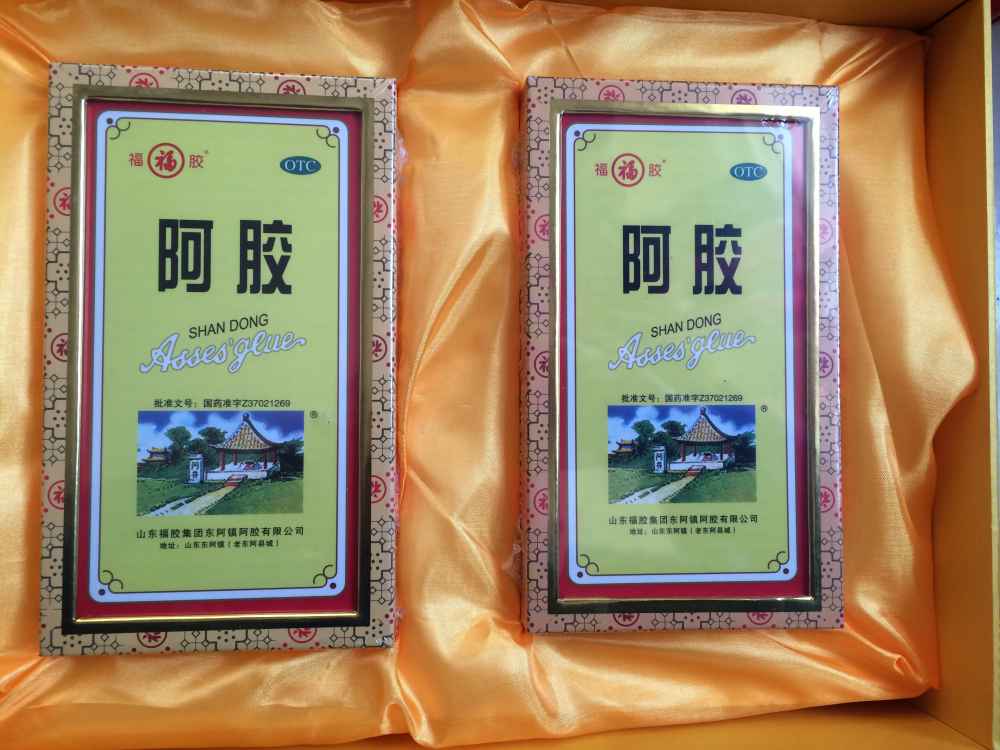 福 福 胶
OTC
阿胶
SHAN DONG
Asses'glue
批准文号：国药准字Z37021269
山东福胶集团东阿镇阿胶有限公司
地址：山东东阿镇（老东阿县城）
福 福 胶
OTC
阿胶
SHAN DONG
Asses'glue
批准文号：国药准字Z37021269
山东福胶集团东阿镇阿胶有限公司
地址：山东东阿镇（老东阿县城）